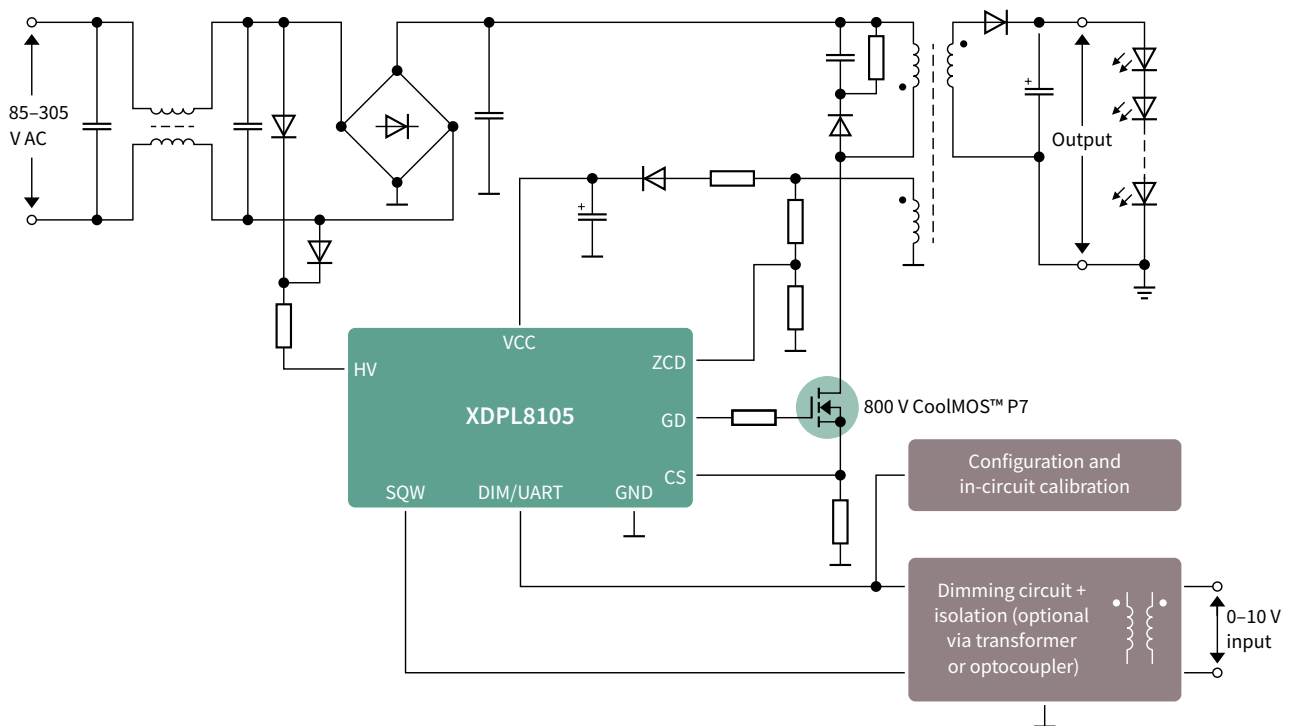 85–305
V AC
+
+
Output
VCC
HV
ZCD
XDPL8105
GD
800 V CoolMOS™ P7
CS
SQW
DIM/UART
GND
Configuration and
in-circuit calibration
Dimming circuit +
isolation (optional
via transformer
or optocoupler)
0–10 V
input